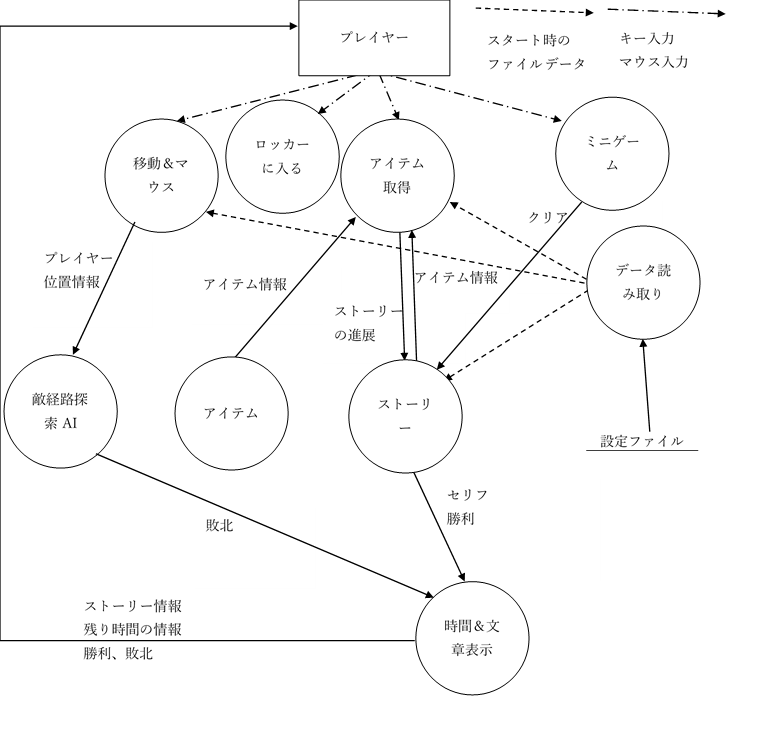 プレイヤー
スタート時の
ファイルデータ
キー入力
マウス入力
移動＆マ
ウス
ロッカー
に入る
アイテム
取得
ミニゲー
ム
クリア
プレイヤー
位置情報
アイテム情報
アイテム情報
データ読
み取り
ストーリー
の進展
敵経路探
索 AI
アイテム
ストーリ
ー
設定ファイル
セリフ
勝利
敗北
ストーリー情報
残り時間の情報
勝利、敗北
時間＆文
章表示